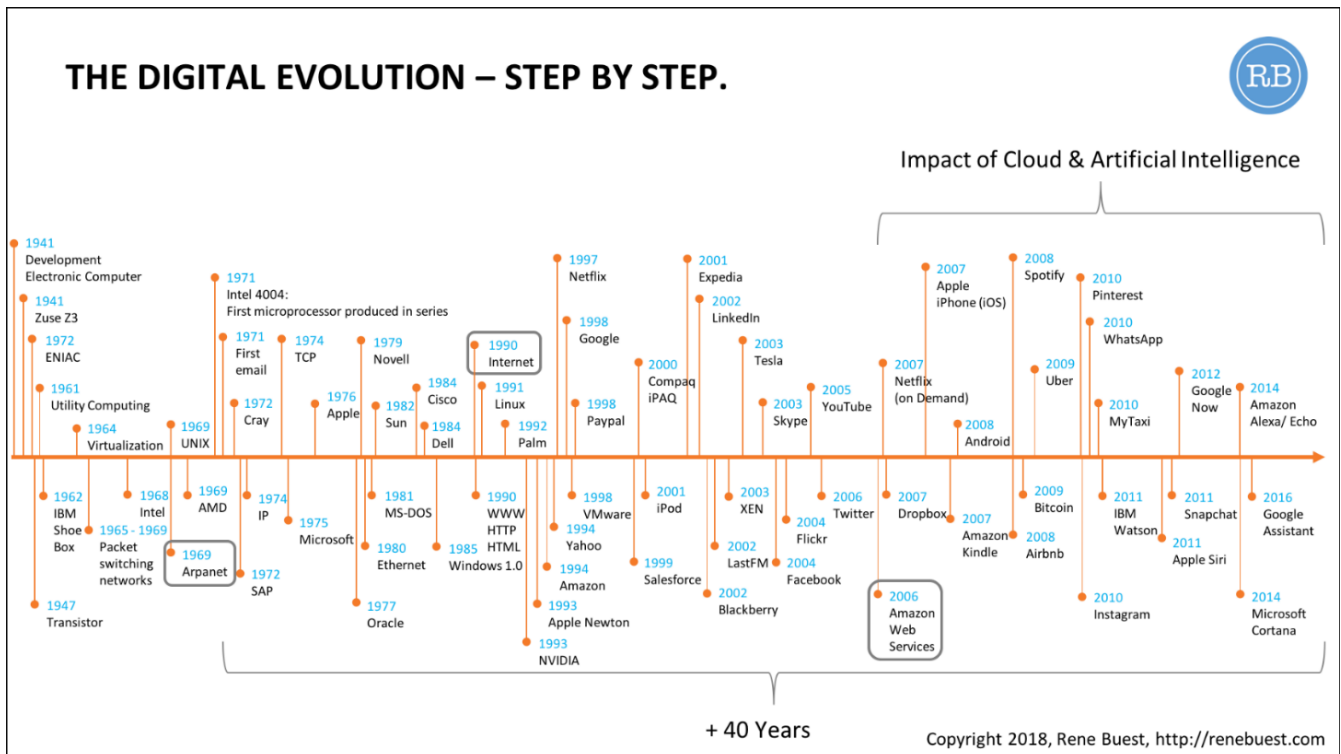 THE DIGITAL EVOLUTION – STEP BY STEP.
RB
Impact of Cloud & Artificial Intelligence
1941
Development
Electronic Computer
1941
Zuse Z3
1972
ENIAC
1961
Utility Computing
1964
Virtualization
1969
UNIX
1971
Intel 4004:
First microprocessor produced in series
1971
First
email
1972
Cray
1974
TCP
1976
Apple
1979
Novell
1982
Sun
1984
Cisco
1984
Dell
1990
Internet
1991
Linux
1992
Palm
1997
Netflix
1998
Google
1998
Paypal
2000
Compaq
iPAQ
2001
Expedia
2002
LinkedIn
2003
Tesla
2003
Skype
2005
YouTube
2007
Netflix
(on Demand)
2007
Apple
iPhone (iOS)
2008
Android
2008
Spotify
2009
Uber
2010
Pinterest
2010
WhatsApp
2010
MyTaxi
2012
Google
Now
2014
Amazon
Alexa/ Echo
1947
Transistor
1962
IBM
Shoe
Box
1965 - 1969
Packet
switching
networks
1968
Intel
1969
Arpanet
1969
AMD
1972
SAP
1974
IP
1975
Microsoft
1977
Oracle
1980
Ethernet
1981
MS-DOS
1985
Windows 1.0
1990
WWW
HTTP
HTML
1993
NVIDIA
1993
Apple Newton
1994
Amazon
1994
Yahoo
1998
VMware
1999
Salesforce
2001
iPod
2002
Blackberry
2002
LastFM
2003
XEN
2004
Facebook
2004
Flickr
2006
Twitter
2006
Amazon
Web
Services
2007
Dropbox
2007
Amazon
Kindle
2008
Airbnb
2009
Bitcoin
2010
Instagram
2011
IBM
Watson
2011
Apple Siri
2011
Snapchat
2014
Microsoft
Cortana
2016
Google
Assistant
+ 40 Years
Copyright 2018, Rene Buest, http://renebuest.com